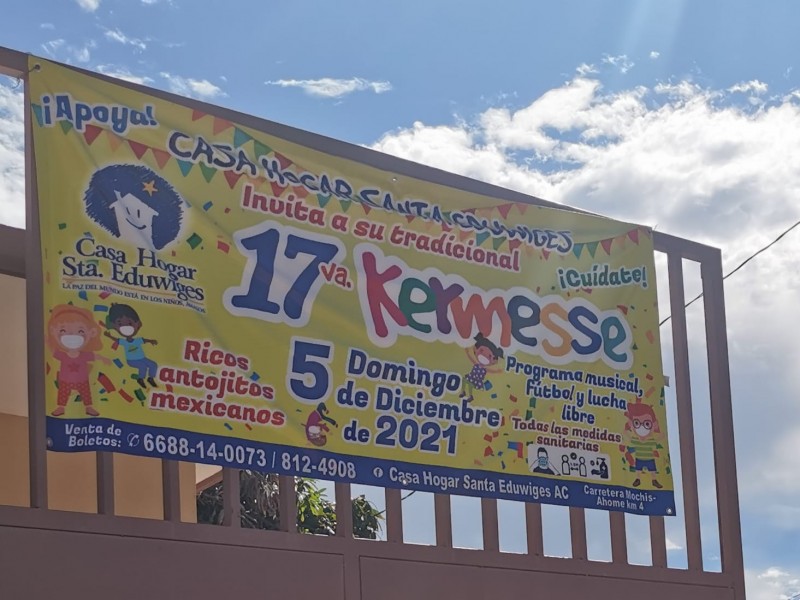 ¡Apoya!
CASA HOGAR SANTA EDUWIGES
Invita a su tradicional
17va. Kermesse
¡Cuídate!
Casa Hogar
Sta. Eduwiges
LA PAZ DEL MUNDO ESTÁ EN LOS NIÑOS,
Ricos
antojitos
mexicanos
5 Domingo
de Diciembre
de 2021
Programa musical,
fútbol y lucha
libre
Todas las medidas
sanitarias
Venta de
Boletos:
6688-14-0073 / 812-4908
Casa Hogar Santa Eduwiges AC
Carretera Mochis-
Ahome km 4